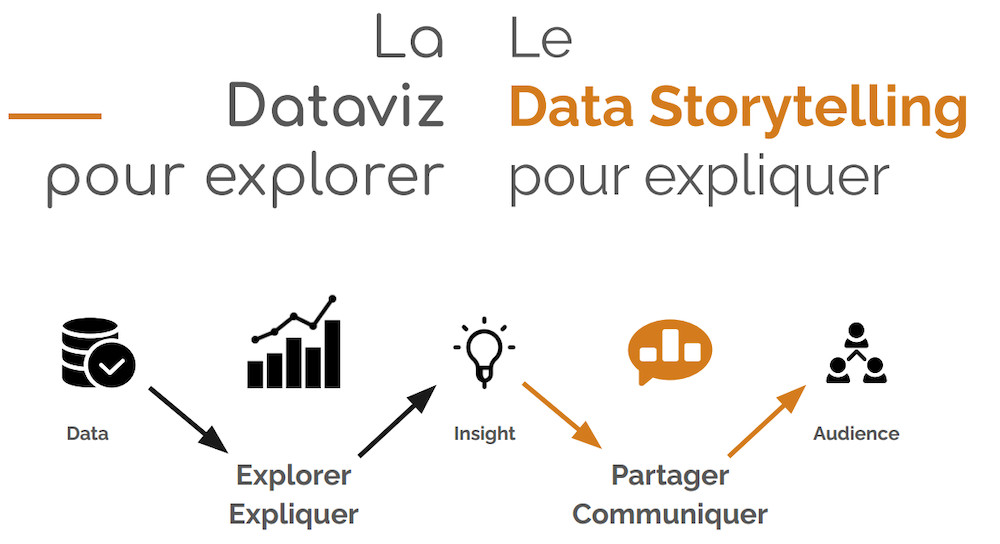 La
Dataviz
pour explorer
Le
Data Storytelling
pour expliquer
Data
Explorer
Expliquer
Insight
Partager
Communiquer
Audience